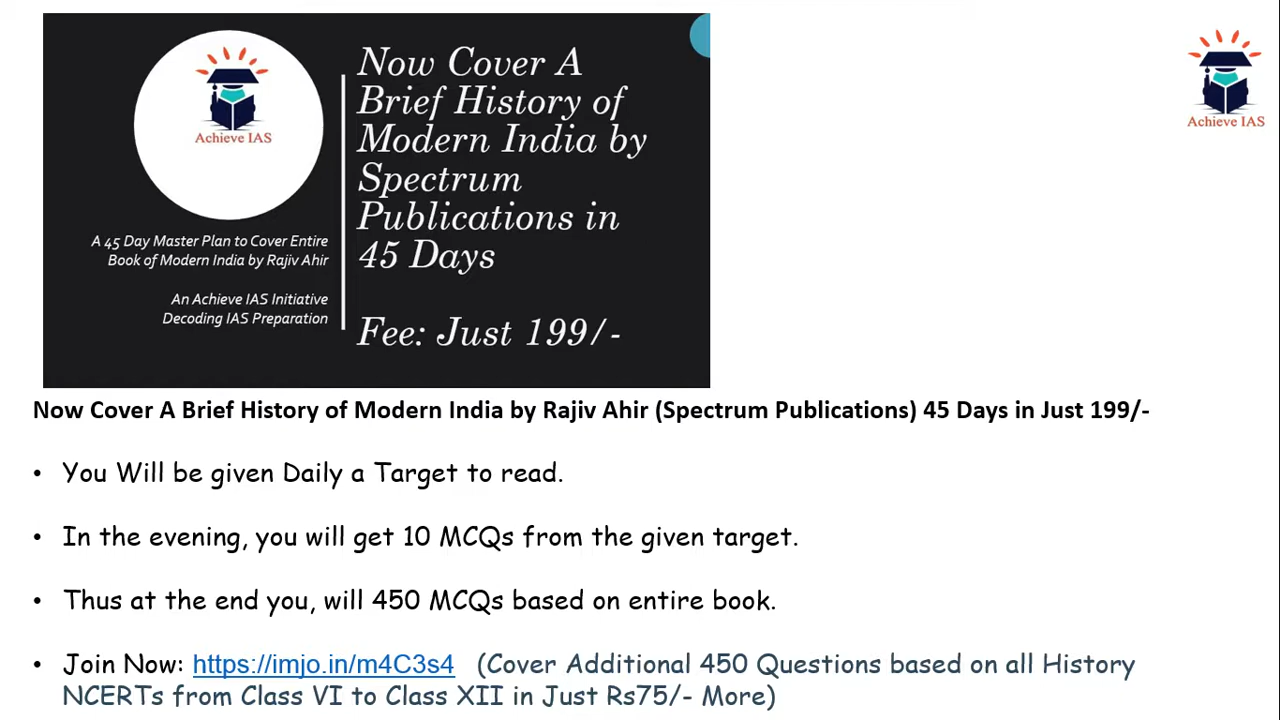 Achieve IAS
A 45 Day Master Plan to Cover Entire
Book of Modern India by Rajiv Ahir
An Achieve IAS Initiative
Decoding IAS Preparation
Now Cover A
Brief History of
Modern India by
Spectrum
Publications in
45 Days
Fee: Just 199/-
Achieve IAS
Now Cover A Brief History of Modern India by Rajiv Ahir (Spectrum Publications) 45 Days in Just 199/-
• You Will be given Daily a Target to read.
• In the evening, you will get 10 MCQs from the given target.
• Thus at the end you, will 450 MCQs based on entire book.
• Join Now: https://imjo.in/m4C3s4 (Cover Additional 450 Questions based on all History
NCERTs from Class VI to Class XII in Just Rs75/- More)